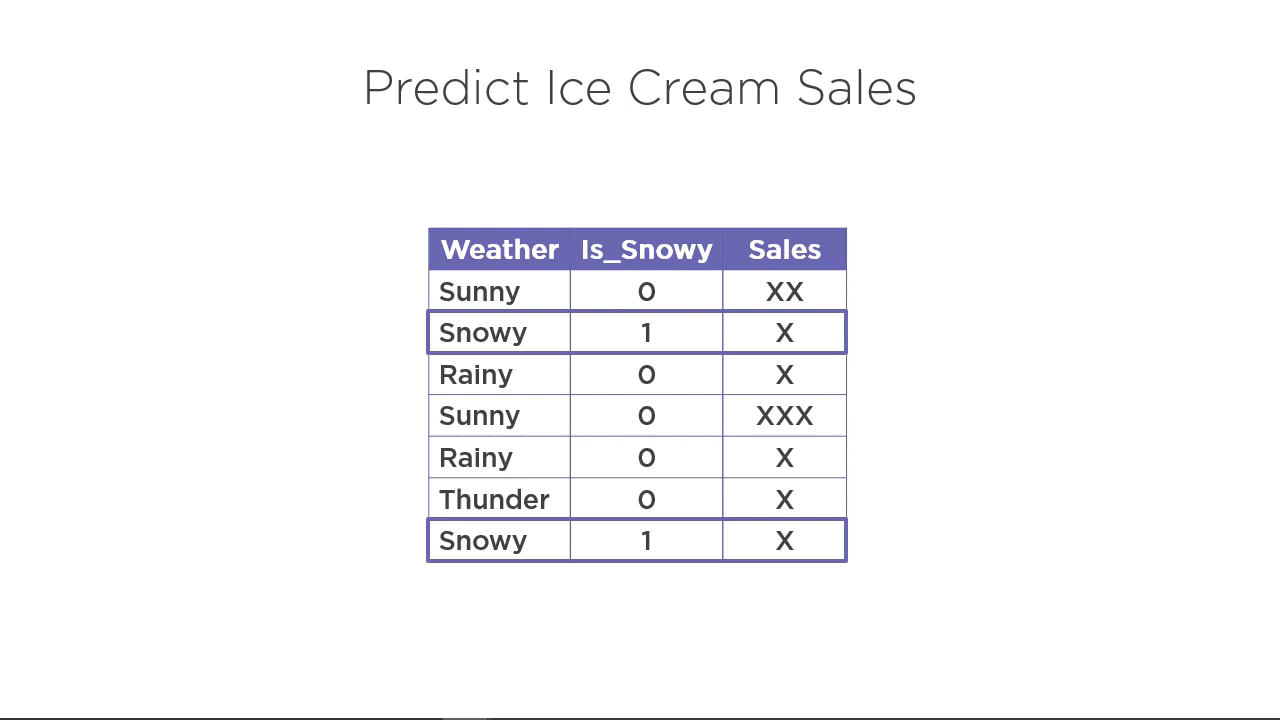 Predict Ice Cream Sales
Weather Is_Snowy Sales
Sunny 0 XX
Snowy 1 X
Rainy 0 X
Sunny 0 XXX
Rainy 0 X
Thunder 0 X
Snowy 1 X